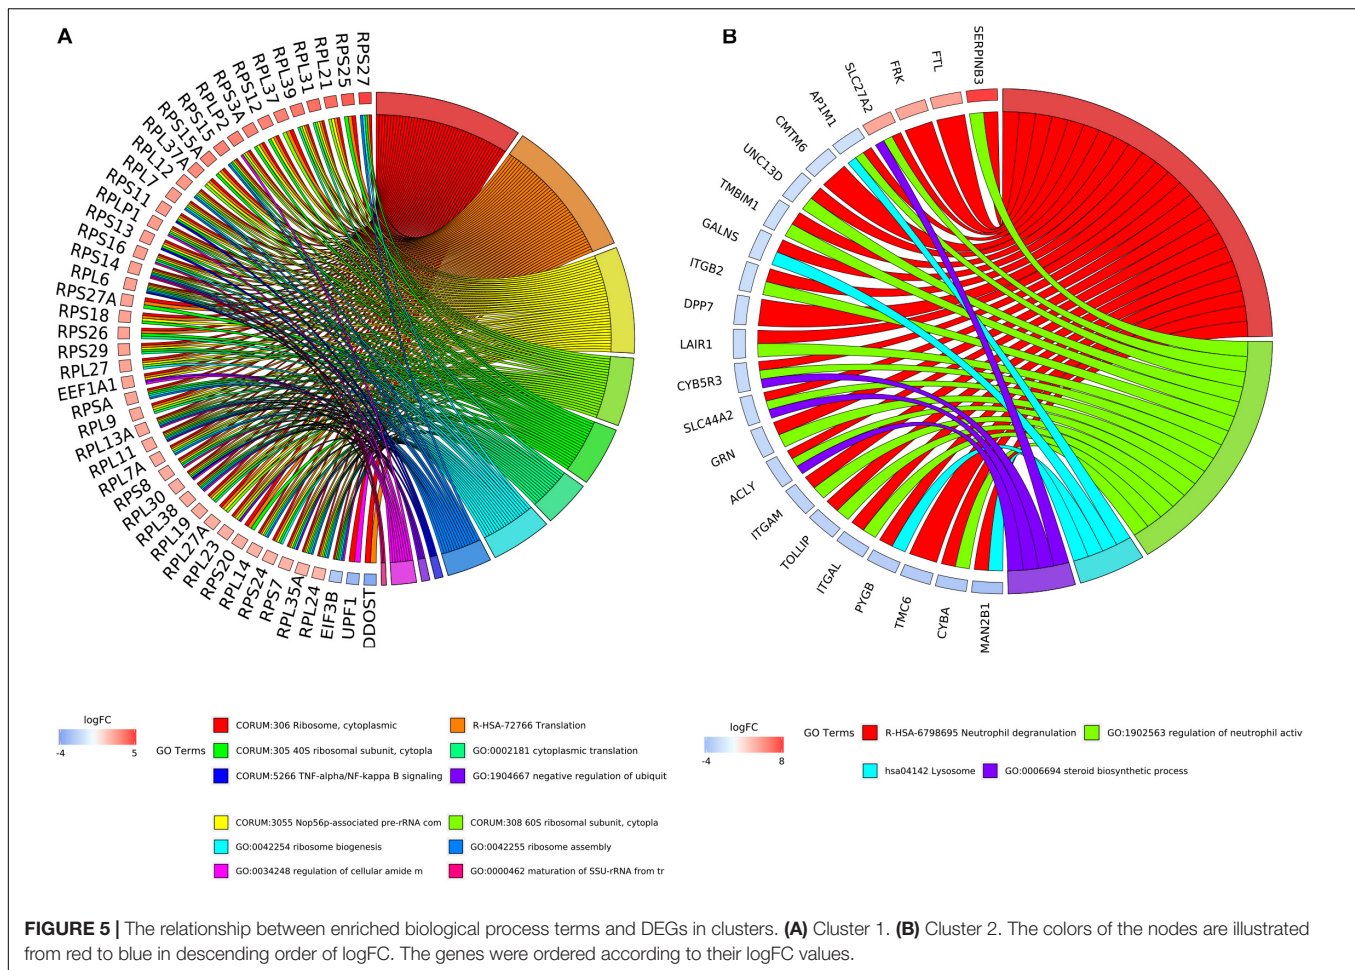 A
B
RPS27
RPS25
RPL21
RPL31
RPL39
RPL37
RPS12
RPS3A
RPLP2
RPS15
RPS15A
RPL37A
RPL12
RPL7
RPS11
RPLP1
RPS13
RPS16
RPS14
RPL6
RPS27A
RPS18
RPS26
RPS29
RPL27
EEF1A1
RPSA
RPL9
RPL13A
RPL11
RPL7A
RPS8
RPL30
RPL38
RPL19
RPL27A
RPL23
RPS20
RPL14
RPS24
RPS7
RPL35A
RPL24
EIF3B
UPF1
DDOST
SERPINB3
FTL
FRK
SLC27A2
AP1M1
CMTM6
UNC13D
TMBIM1
GALNS
ITGB2
DPP7
LAIR1
CYB5R3
SLC44A2
GRN
ACLY
ITGAM
TOLLIP
ITGAL
PYGB
TMC6
CYBA
MAN2B1
logFC
-4 5
GO Terms
CORUM:306 Ribosome, cytoplasmic
R-HSA-72766 Translation
CORUM:305 40S ribosomal subunit, cytopla
GO:0002181 cytoplasmic translation
CORUM:5266 TNF-alpha/NF-kappa B signaling
GO:1904667 negative regulation of ubiquit
CORUM:3055 Nop56p-associated pre-rRNA com
CORUM:308 60S ribosomal subunit, cytopla
GO:0042254 ribosome biogenesis
GO:0042255 ribosome assembly
GO:0034248 regulation of cellular amide m
GO:0000462 maturation of SSU-rRNA from tr
logFC
-4 8
GO Terms
R-HSA-6798695 Neutrophil degranulation
GO:1902563 regulation of neutrophil activ
hsa04142 Lysosome
GO:0006694 steroid biosynthetic process
FIGURE 5 | The relationship between enriched biological process terms and DEGs in clusters. (A) Cluster 1. (B) Cluster 2. The colors of the nodes are illustrated
from red to blue in descending order of logFC. The genes were ordered according to their logFC values.